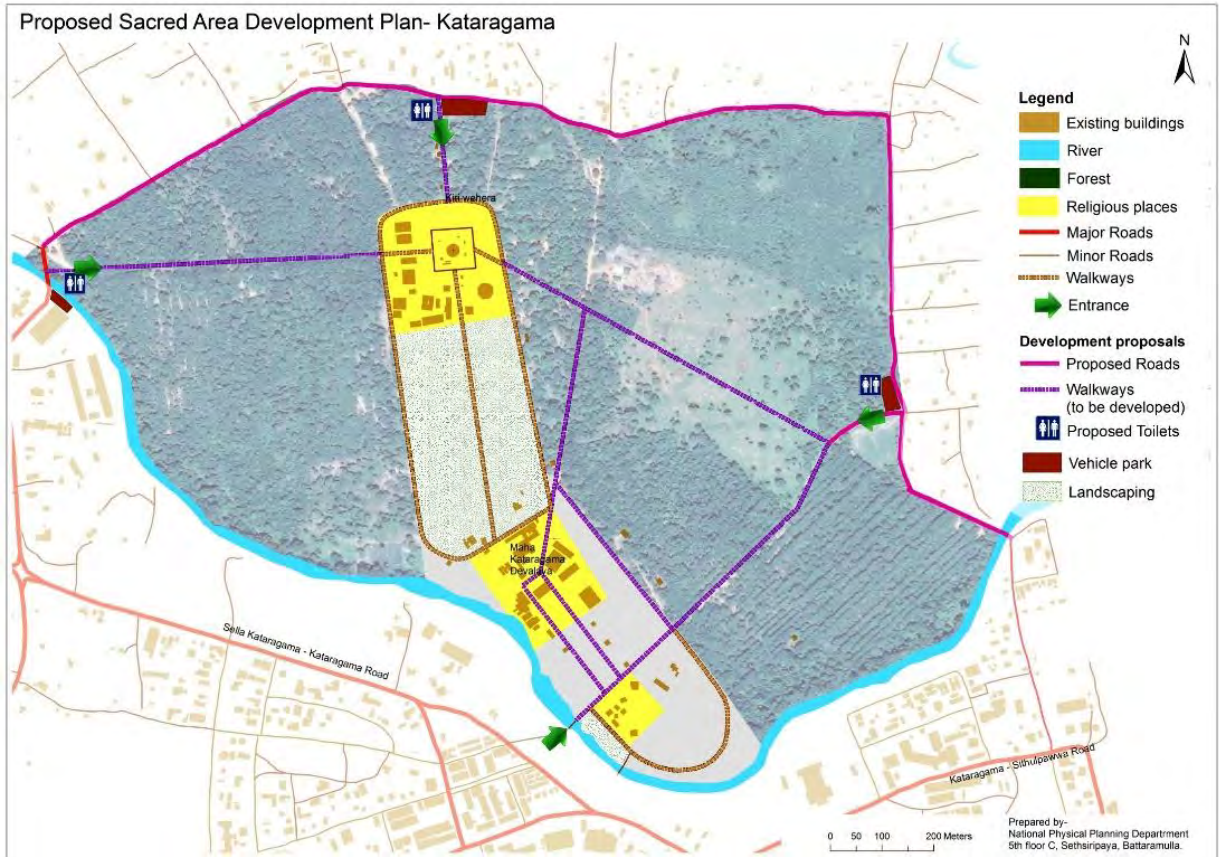 Proposed Sacred Area Development Plan- Kataragama
N
Legend
Existing buildings
River
Forest
Religious places
Major Roads
Minor Roads
Walkways
Entrance
Development proposals
Proposed Roads
Walkways
(to be developed)
Proposed Toilets
Vehicle park
Landscaping
Kiri wehera
Maha
Kataragama
Devalaya
Sella Kataragama - Kataragama Road
Kataragama - Sithulpawwa Road
0 50 100 200 Meters
Prepared by-
National Physical Planning Departrment
5th floor C, Sethsiripaya, Battaramulla.